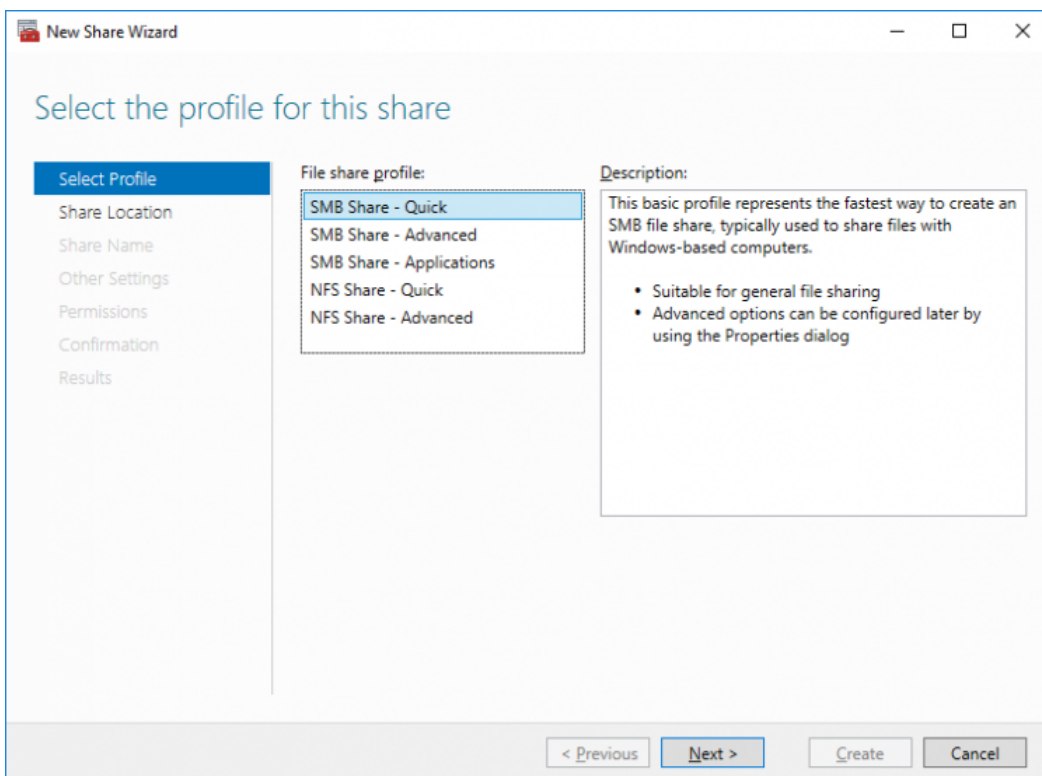 New Share Wizard
Select the profile for this share
Select Profile
Share Location
Share Name
Other Settings
Permissions
Confirmation
Results
File share profile:
SMB Share - Quick
SMB Share - Advanced
SMB Share - Applications
NFS Share - Quick
NFS Share - Advanced
Description:
This basic profile represents the fastest way to create an
SMB file share, typically used to share files with
Windows-based computers.
• Suitable for general file sharing
• Advanced options can be configured later by
using the Properties dialog
< Previous Next > Create Cancel